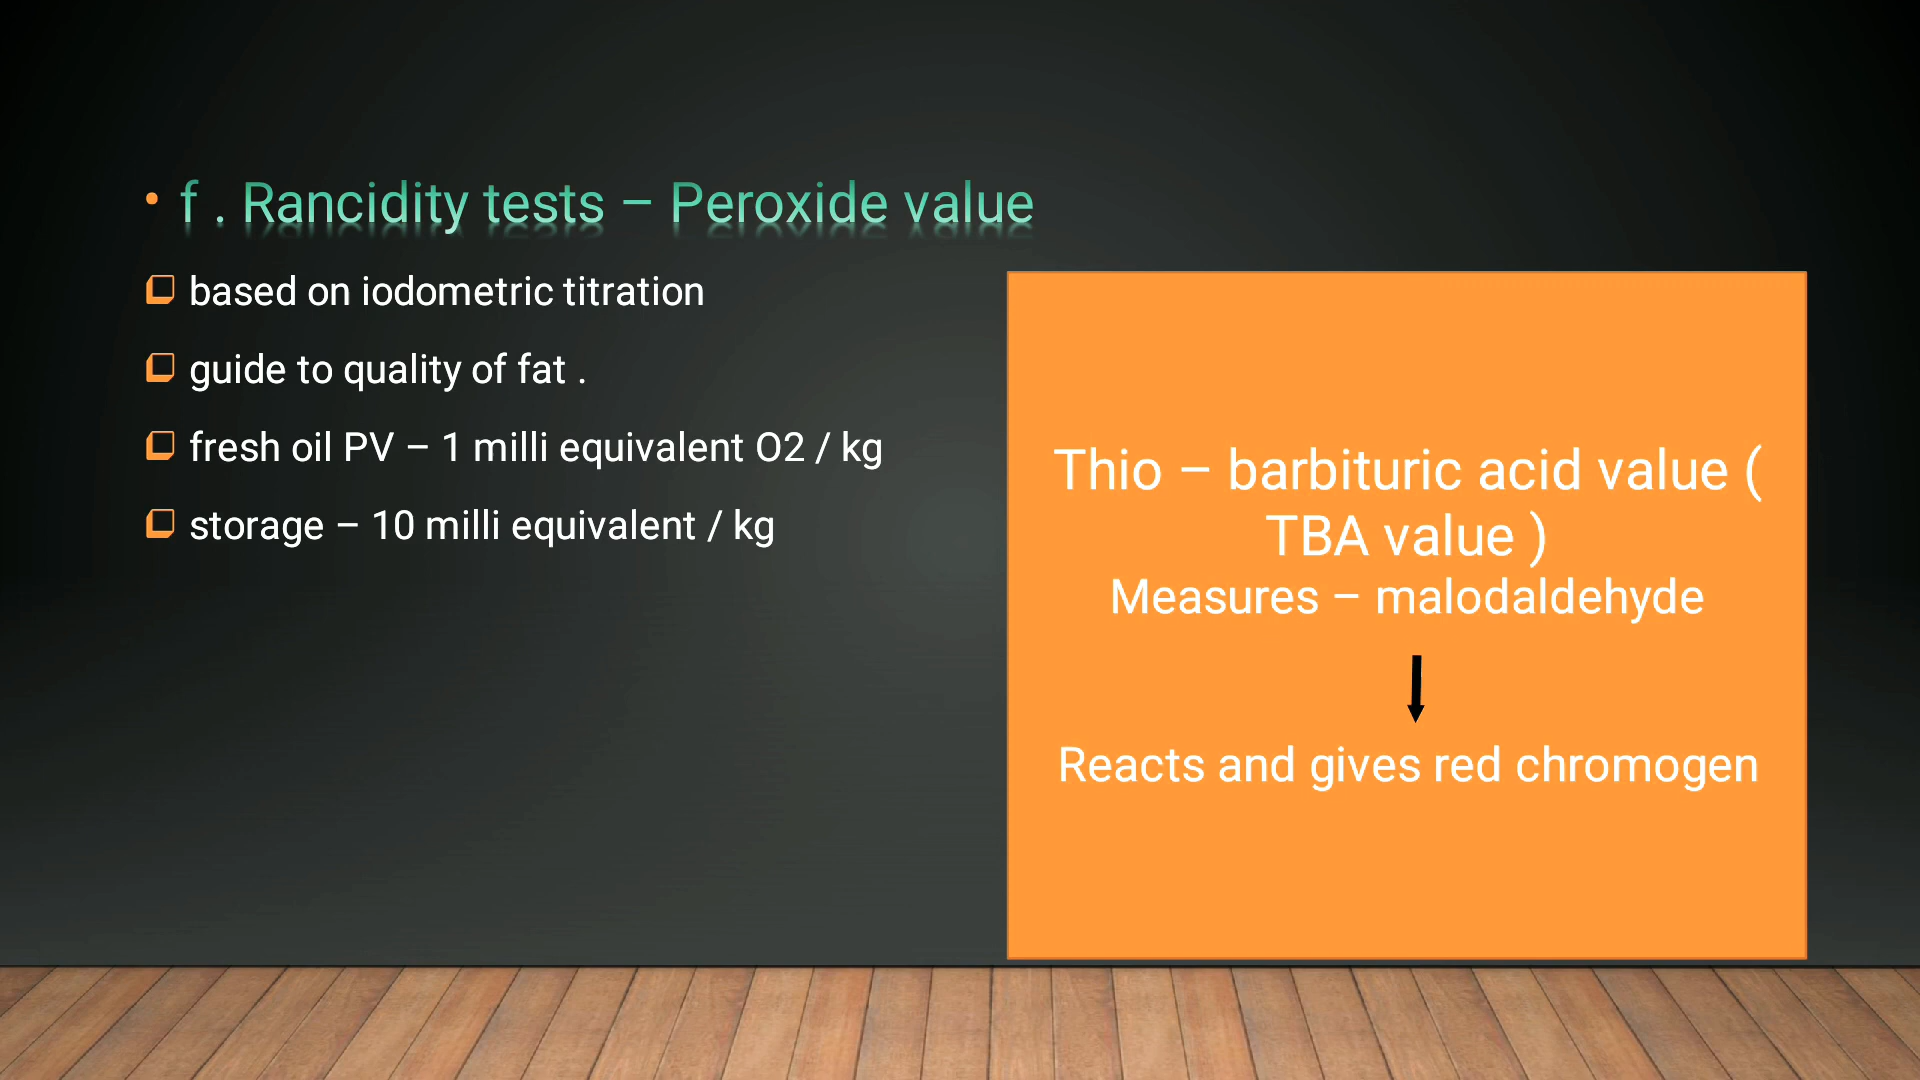 • f . Rancidity tests – Peroxide value
❑ based on iodometric titration
❑ guide to quality of fat .
❑ fresh oil PV – 1 milli equivalent O2 / kg
❑ storage – 10 milli equivalent / kg
Thio – barbituric acid value (
TBA value )
Measures – malodaldehyde
Reacts and gives red chromogen